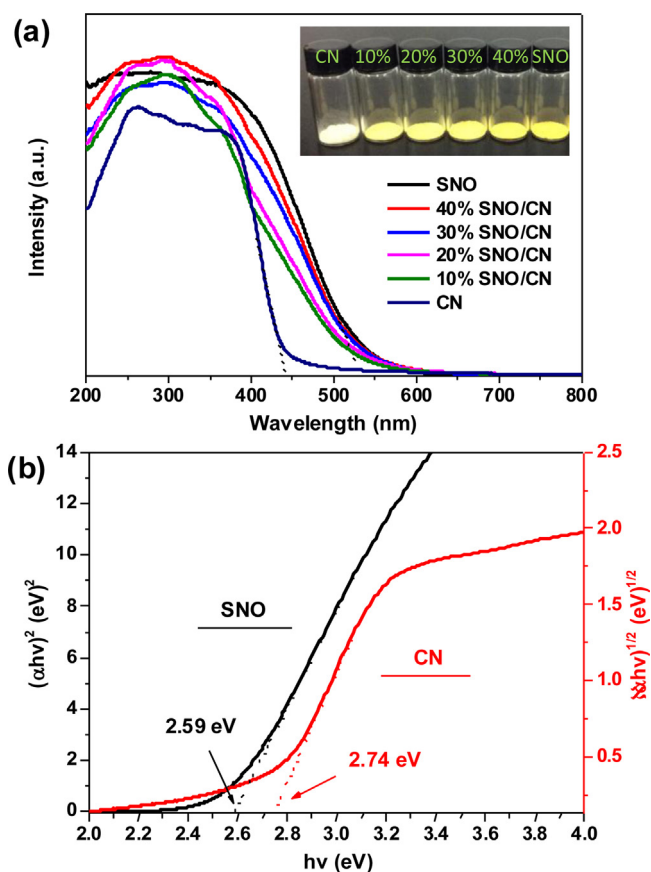 (a)
CN 10% 20% 30% 40% SNO
SNO
40% SNO/CN
30% SNO/CN
20% SNO/CN
10% SNO/CN
CN
Intensity (a.u.)
200 300 400 500 600 700 800
Wavelength (nm)
(b)
14
12
10
8
6
4
2
0
(αhν)² (eV)²
2.5
2.0
1.5
1.0
0.5
(αhν)^1/2 (eV)^1/2
SNO
CN
2.59 eV
2.74 eV
2.0 2.2 2.4 2.6 2.8 3.0 3.2 3.4 3.6 3.8 4.0
hν (eV)